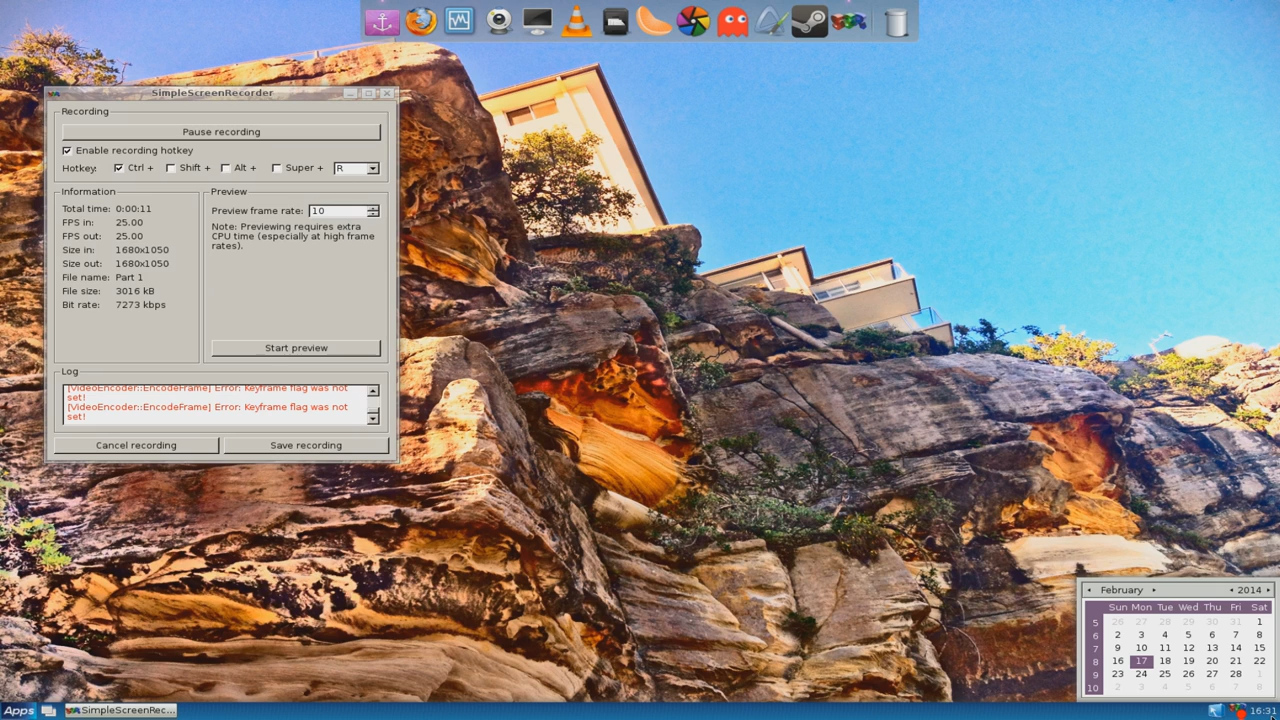 SimpleScreenRecorder
Recording
Pause recording
Enable recording hotkey
Hotkey: Ctrl + Shift + Alt + Super + R
Information
Total time: 0:00:11
FPS in: 25.00
FPS out: 25.00
Size in: 1680x1050
Size out: 1680x1050
File name: Part 1
File size: 3016 kB
Bit rate: 7273 kbps
Preview
Preview frame rate: 10
Note: Previewing requires extra
CPU time (especially at high frame
rates).
Start preview
Log
[VideoEncoder::EncodeFrame] Error: Keyframe flag was not
set!
[VideoEncoder::EncodeFrame] Error: Keyframe flag was not
set!
Cancel recording Save recording
February 2014
Sun Mon Tue Wed Thu Fri Sat
5 26 27 28 29 30 31 1
6 2 3 4 5 6 7 8
7 9 10 11 12 13 14 15
8 16 17 18 19 20 21 22
9 23 24 25 26 27 28 1
10 2 3 4 5 6 7 8
Apps SimpleScreenRec... 16:31